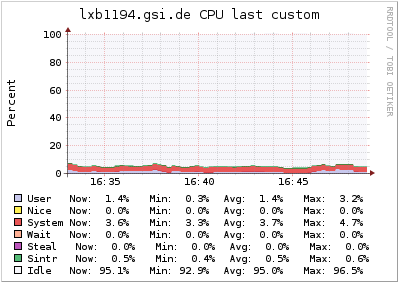 lxb1194.gsi.de CPU last custom
RRDTOOL / TOBI OETIKER
Percent
100
80
60
40
20
0
16:35 16:40 16:45
User Now: 1.4% Min: 0.3% Avg: 1.4% Max: 3.2%
Nice Now: 0.0% Min: 0.0% Avg: 0.0% Max: 0.0%
System Now: 3.6% Min: 3.3% Avg: 3.7% Max: 4.7%
Wait Now: 0.0% Min: 0.0% Avg: 0.0% Max: 0.0%
Steal Now: 0.0% Min: 0.0% Avg: 0.0% Max: 0.0%
Sintr Now: 0.5% Min: 0.4% Avg: 0.5% Max: 0.6%
Idle Now: 95.1% Min: 92.9% Avg: 95.0% Max: 96.5%